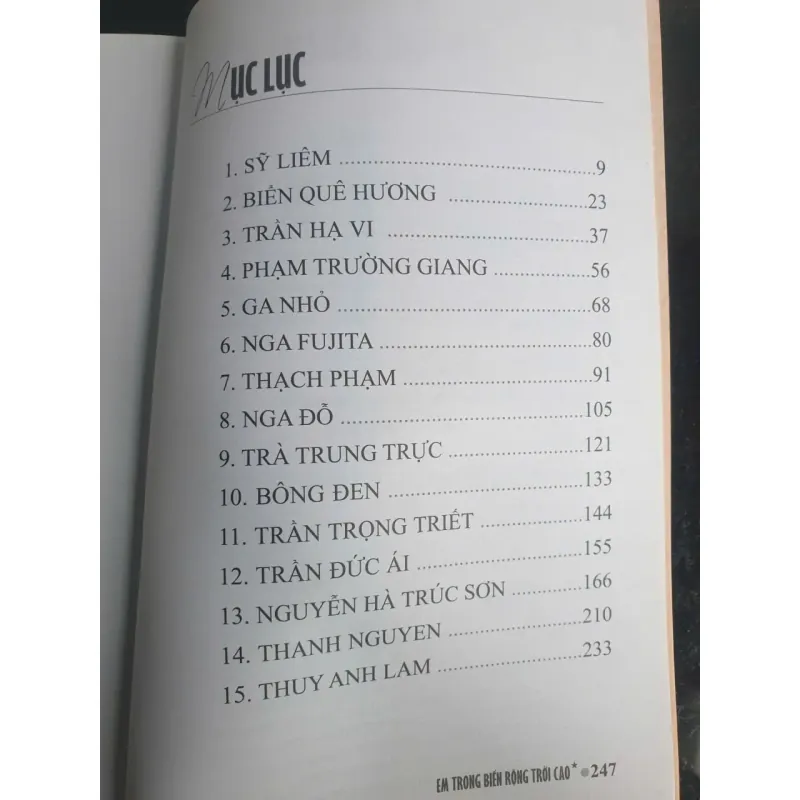 MỤC LỤC
1. SỸ LIÊM ........................................9
2. BIỂN QUÊ HƯƠNG ......................23
3. TRẦN HẠ VI ................................37
4. PHẠM TRƯỜNG GIANG ................56
5. GA NHỎ ........................................68
6. NGA FUJITA ..................................80
7. THẠCH PHẠM ..............................91
8. NGA ĐỖ ......................................105
9. TRÀ TRUNG TRỰC ......................121
10. BÔNG ĐEN ................................133
11. TRẦN TRỌNG TRIẾT ..................144
12. TRẦN ĐỨC ÁI ............................155
13. NGUYỄN HÀ TRÚC SƠN ............166
14. THANH NGUYEN ......................210
15. THUY ANH LAM ........................233
EM TRONG BIỂN RỘNG TRỜI CAO* ●247